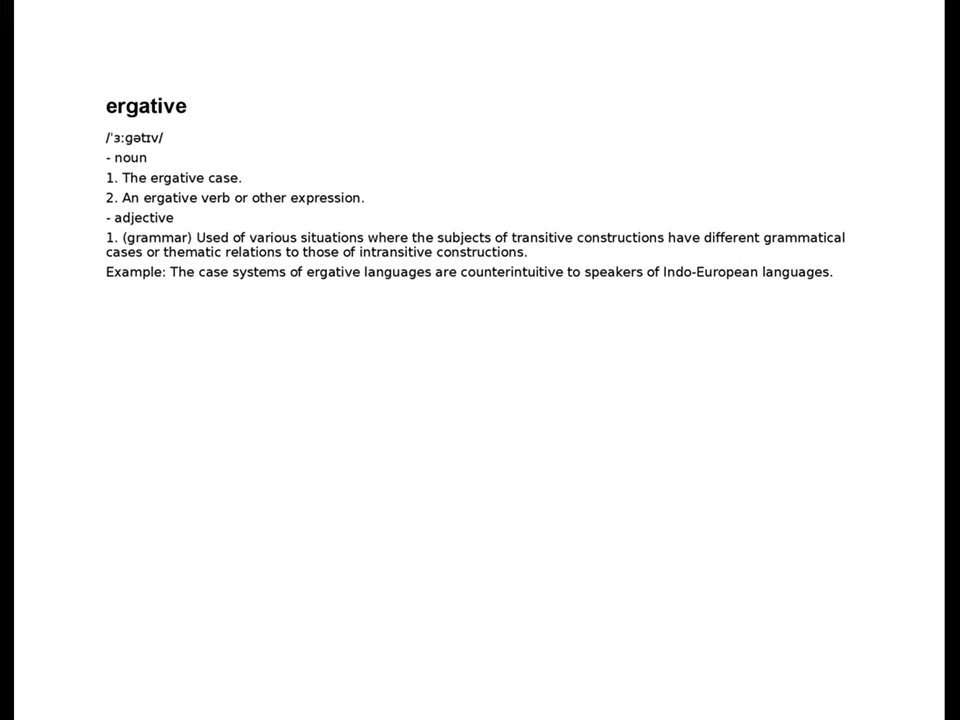 ergative
/ˈɜːɡətɪv/
- noun
1. The ergative case.
2. An ergative verb or other expression.
- adjective
1. (grammar) Used of various situations where the subjects of transitive constructions have different grammatical
cases or thematic relations to those of intransitive constructions.
Example: The case systems of ergative languages are counterintuitive to speakers of Indo-European languages.